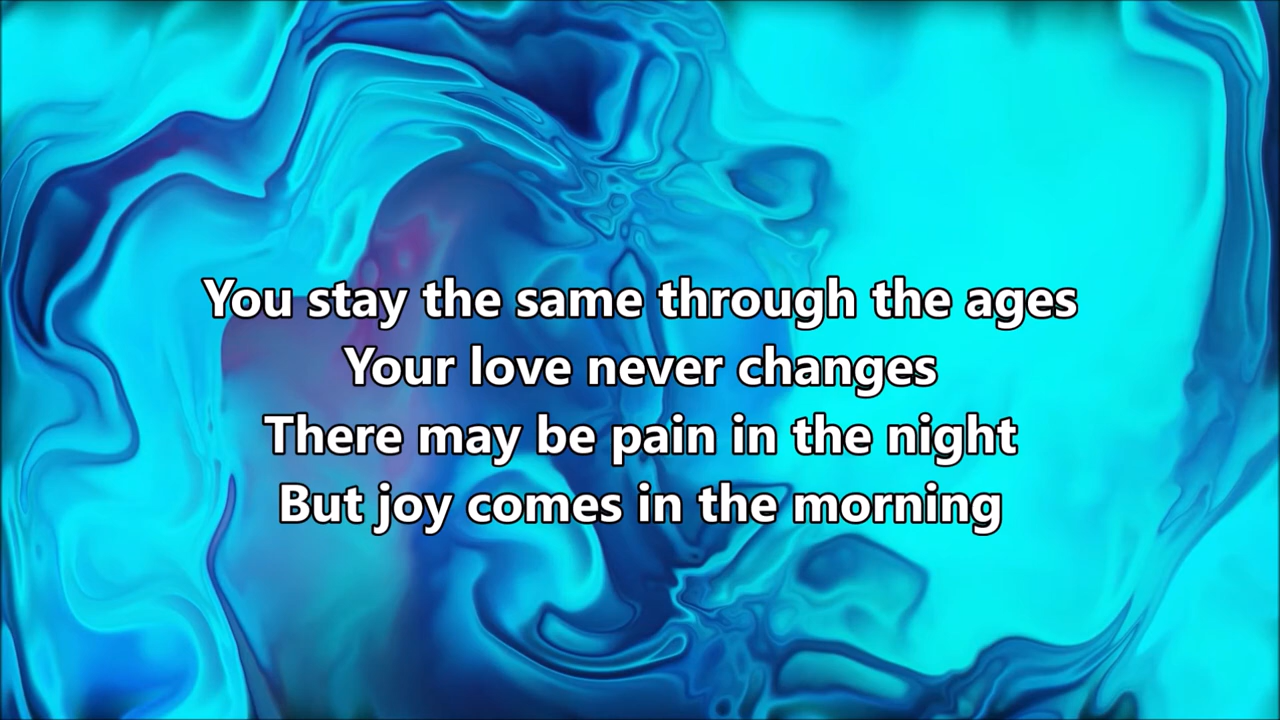 You stay the same through the ages
Your love never changes
There may be pain in the night
But joy comes in the morning